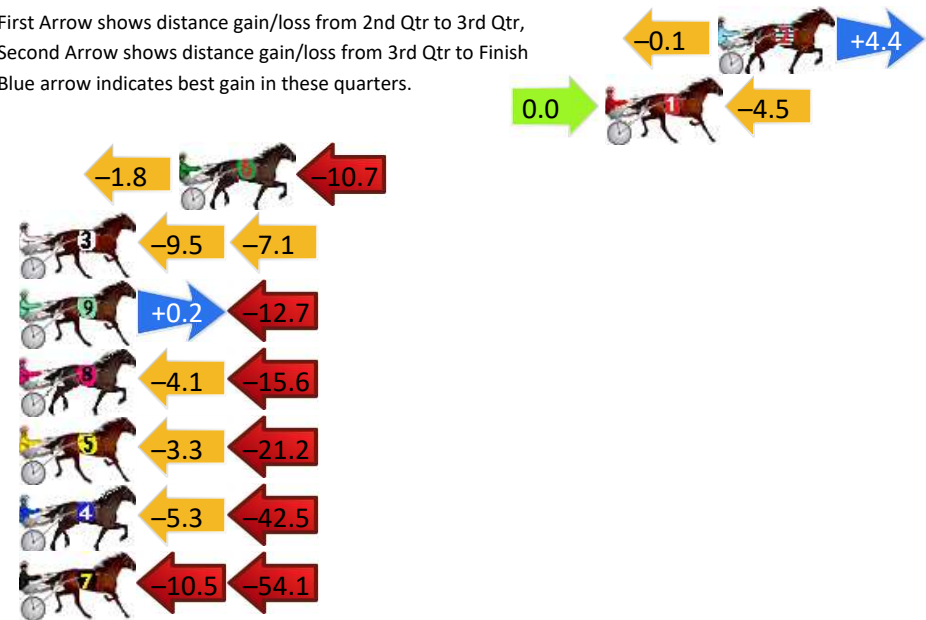 First Arrow shows distance gain/loss from 2nd Qtr to 3rd Qtr,
Second Arrow shows distance gain/loss from 3rd Qtr to Finish
Blue arrow indicates best gain in these quarters.
–0.1 2 +4.4
0.0 1 –4.5
–1.8 6 –10.7
3 –9.5 –7.1
9 +0.2 –12.7
8 –4.1 –15.6
5 –3.3 –21.2
4 –5.3 –42.5
7 –10.5 –54.1